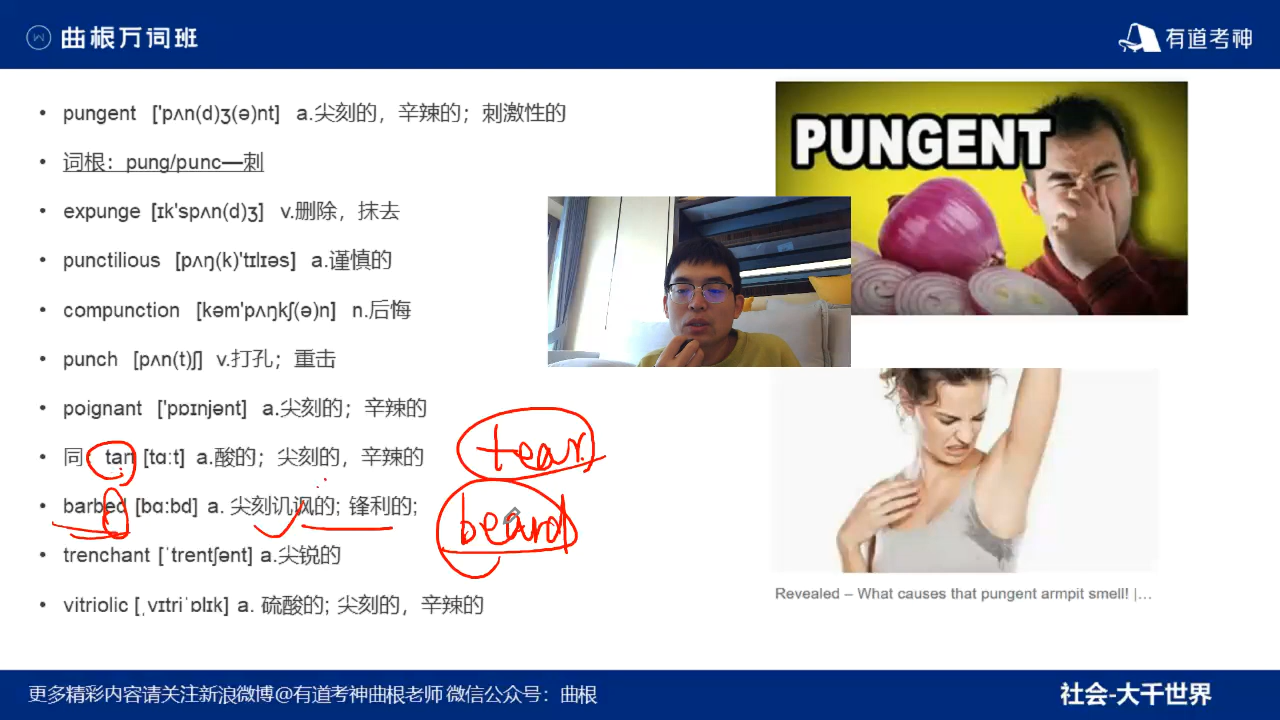 曲根万词班
有道考神
pungent ['pʌn(d)ʒ(ə)nt] a.尖刻的，辛辣的；刺激性的
词根：pung/punc—刺
expunge [ɪk'spʌn(d)ʒ] v.删除，抹去
punctilious [pʌŋ(k)'tɪlɪəs] a.谨慎的
compunction [kəm'pʌŋkʃ(ə)n] n.后悔
punch [pʌn(t)ʃ] v.打孔；重击
poignant ['pɒɪnjənt] a.尖刻的；辛辣的
同：tart [tɑːt] a.酸的；尖刻的，辛辣的
tear
barbed [bɑːbd] a. 尖刻讥讽的; 锋利的;
beard
trenchant [ˈtrentʃənt] a.尖锐的
vitriolic [ˌvɪtriˈɒlɪk] a. 硫酸的; 尖刻的，辛辣的
PUNGENT
Revealed – What causes that pungent armpit smell! |...
更多精彩内容请关注新浪微博@有道考神曲根老师 微信公众号：曲根
社会-大千世界